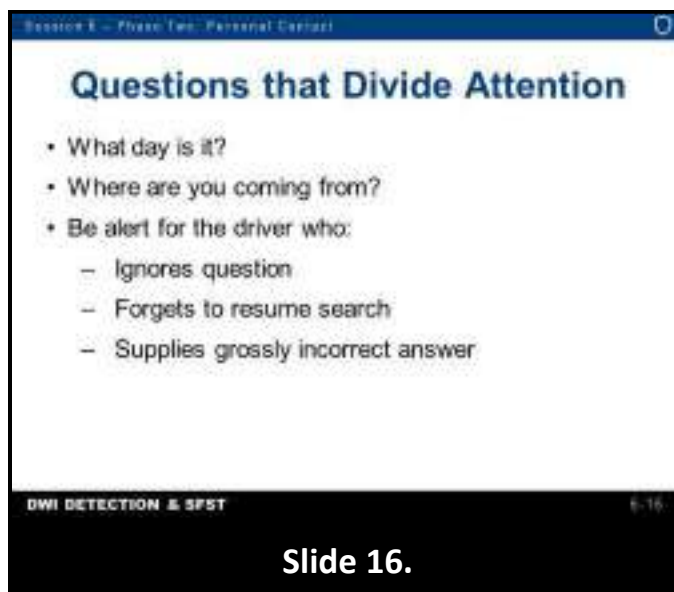 Session 6 – Phase Two: Personal Contact
Questions that Divide Attention
• What day is it?
• Where are you coming from?
• Be alert for the driver who:
– Ignores question
– Forgets to resume search
– Supplies grossly incorrect answer
DWI DETECTION & SFST
6-16
Slide 16.